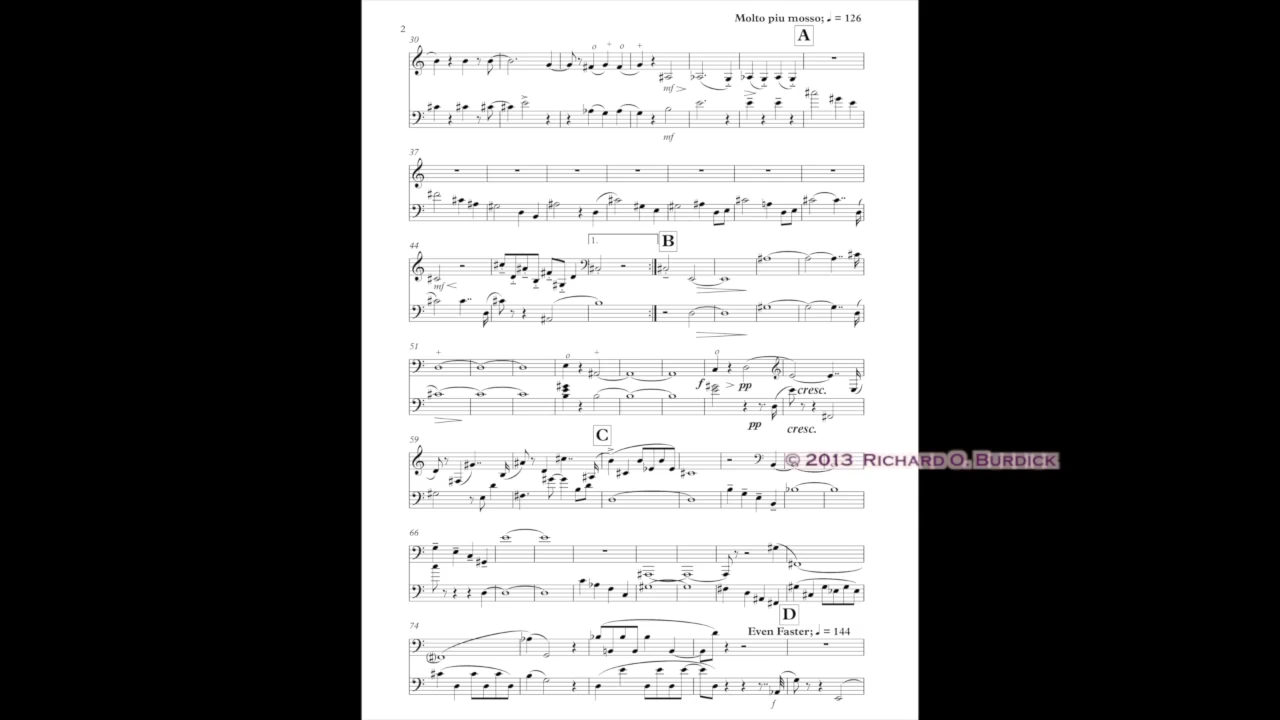 Molto piu mosso; ♩ = 126
2
A
30
o + o +
mf
mf
37
44
1.
B
mf
51
+ o + o
f pp cresc.
pp cresc.
59
C
© 2013 Richard O. Burdick
66
D
74
Even Faster; ♩ = 144
f